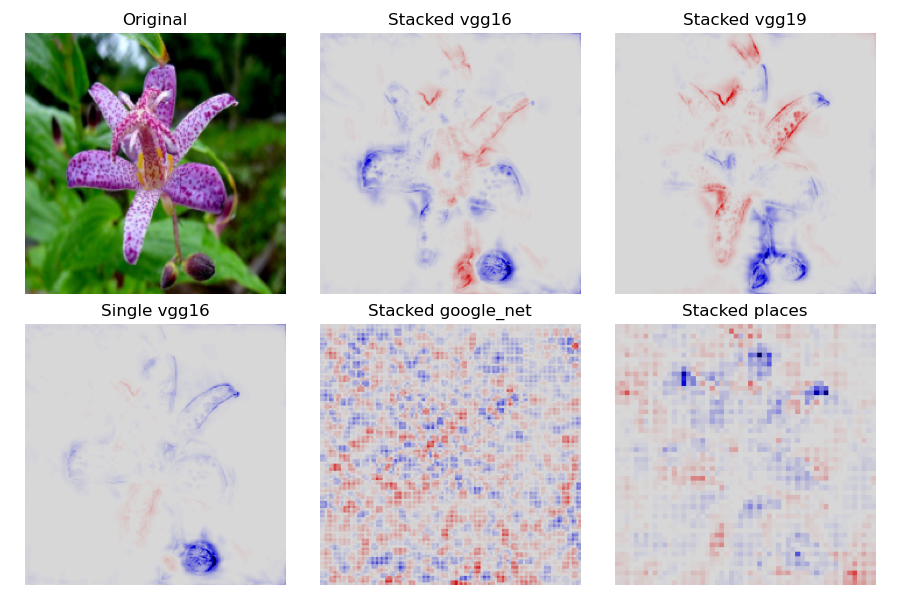 Original
Stacked vgg16
Stacked vgg19
Single vgg16
Stacked google_net
Stacked places